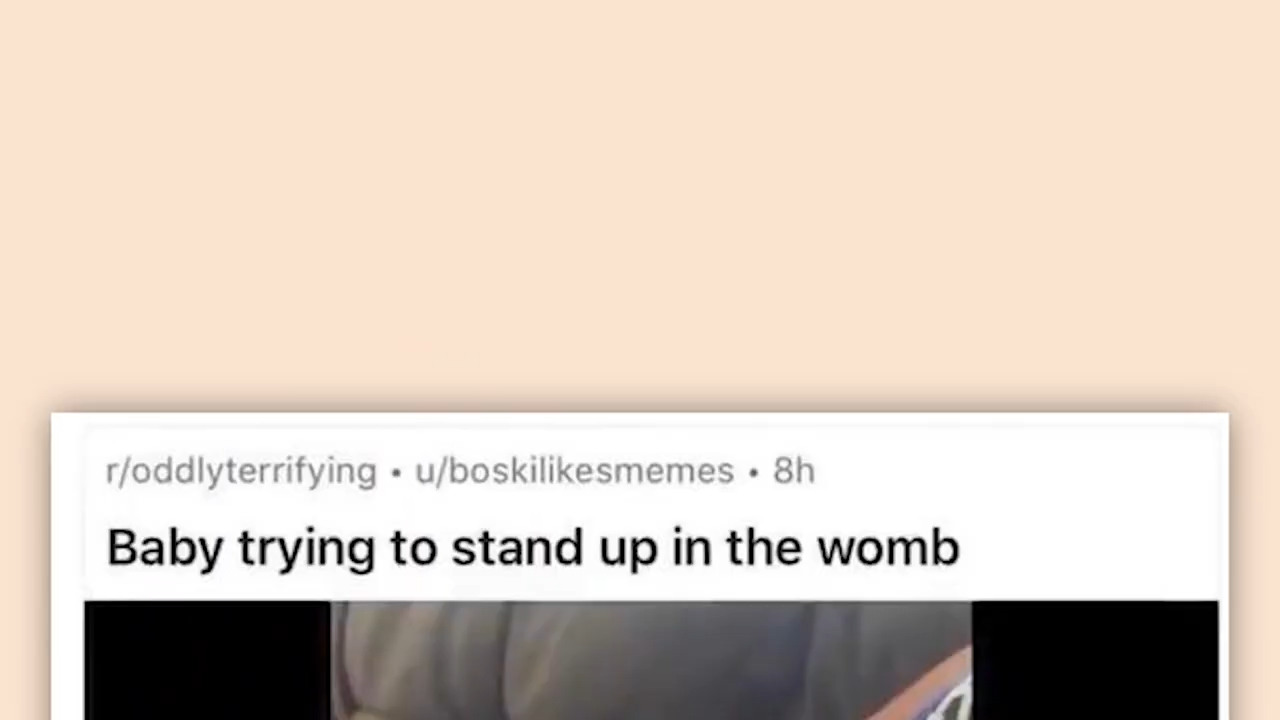 r/oddlyterrifying • u/boskilikesmemes • 8h
Baby trying to stand up in the womb